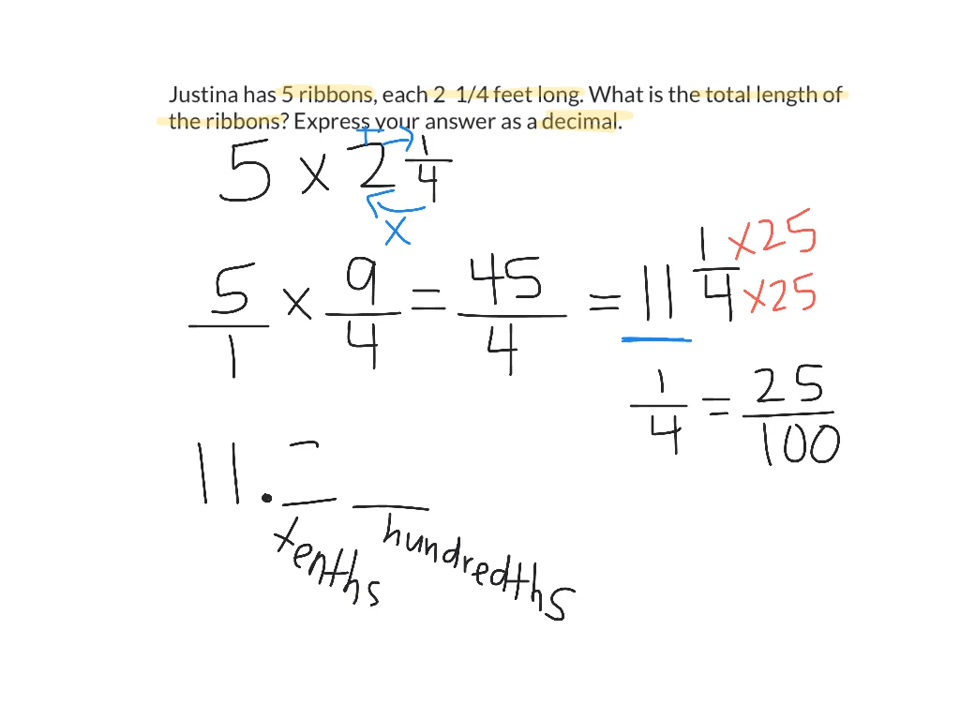 Justina has 5 ribbons, each 2 1/4 feet long. What is the total length of
the ribbons? Express your answer as a decimal.
5 x 2 1/4
+
x
5/1 x 9/4 = 45/4 = 11 1/4 x25 x25
1/4 = 25/100
11. _ _
tenths hundredths